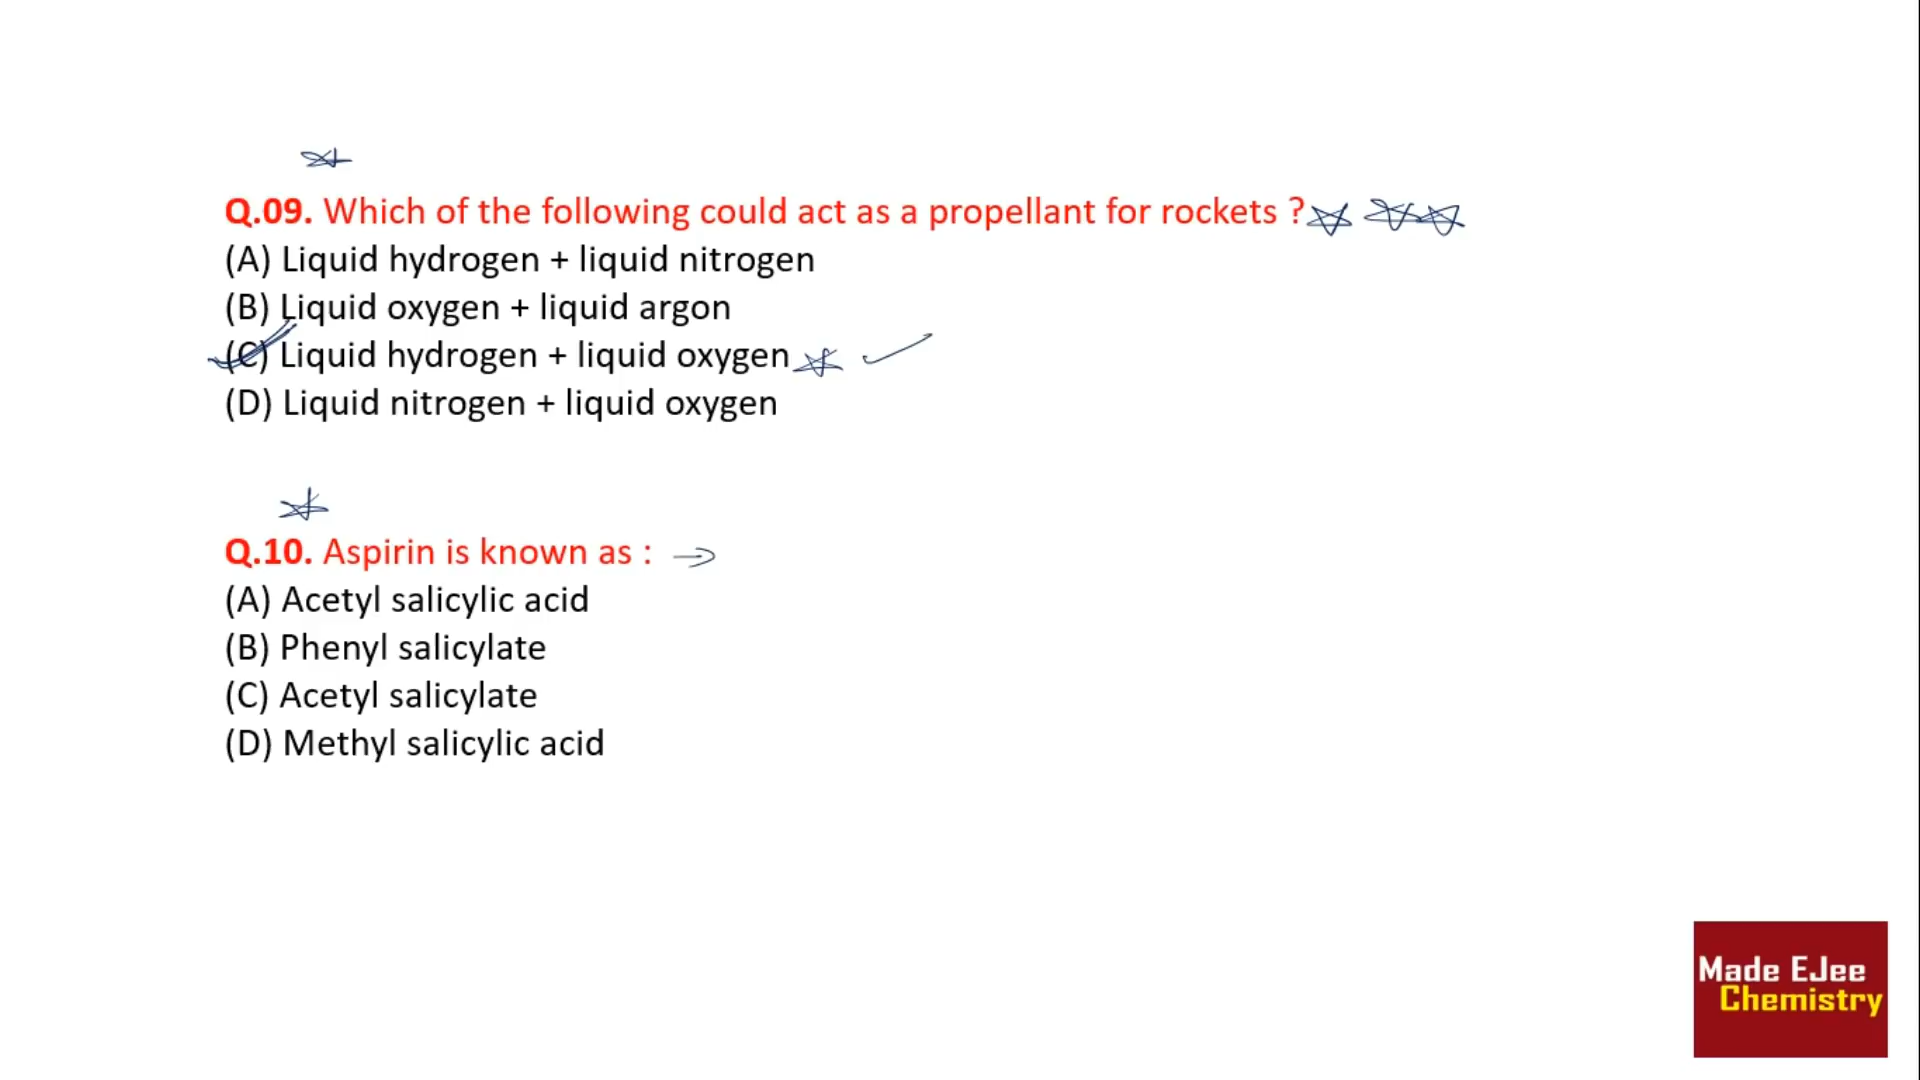 Q.09. Which of the following could act as a propellant for rockets ?
(A) Liquid hydrogen + liquid nitrogen
(B) Liquid oxygen + liquid argon
(C) Liquid hydrogen + liquid oxygen
(D) Liquid nitrogen + liquid oxygen
Q.10. Aspirin is known as :
(A) Acetyl salicylic acid
(B) Phenyl salicylate
(C) Acetyl salicylate
(D) Methyl salicylic acid
Made EJee
Chemistry